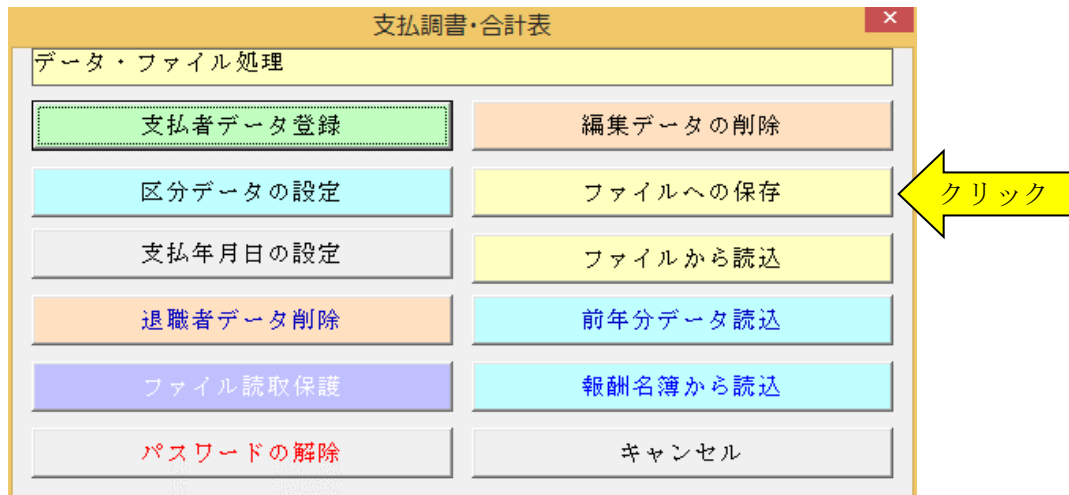 支払調書・合計表
データ・ファイル処理
支払者データ登録
編集データの削除
区分データの設定
ファイルへの保存
クリック
支払年月日の設定
ファイルから読込
退職者データ削除
前年分データ読込
ファイル読取保護
報酬名簿から読込
パスワードの解除
キャンセル